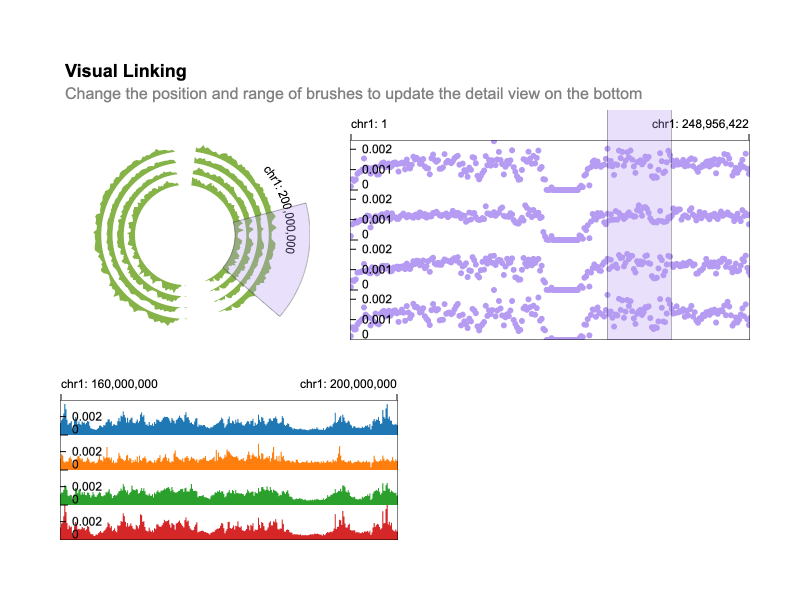 Visual Linking
Change the position and range of brushes to update the detail view on the bottom
chr1: 200,000,000
chr1: 1
chr1: 248,956,422
0.002
0.001
0
0.002
0.001
0
0.002
0.001
0
0.002
0.001
0
chr1: 160,000,000
chr1: 200,000,000
0.002
0
0.002
0
0.002
0
0.002
0